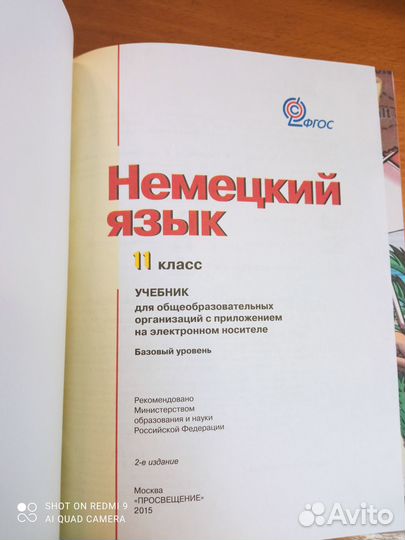 ФГОС
Немецкий
язык
11 класс
УЧЕБНИК
для общеобразовательных
организаций с приложением
на электронном носителе
Базовый уровень
Рекомендовано
Министерством
образования и науки
Российской Федерации
2-е издание
Москва
«ПРОСВЕЩЕНИЕ»
2015
SHOT ON REDMI 9
AI QUAD CAMERA
Avito